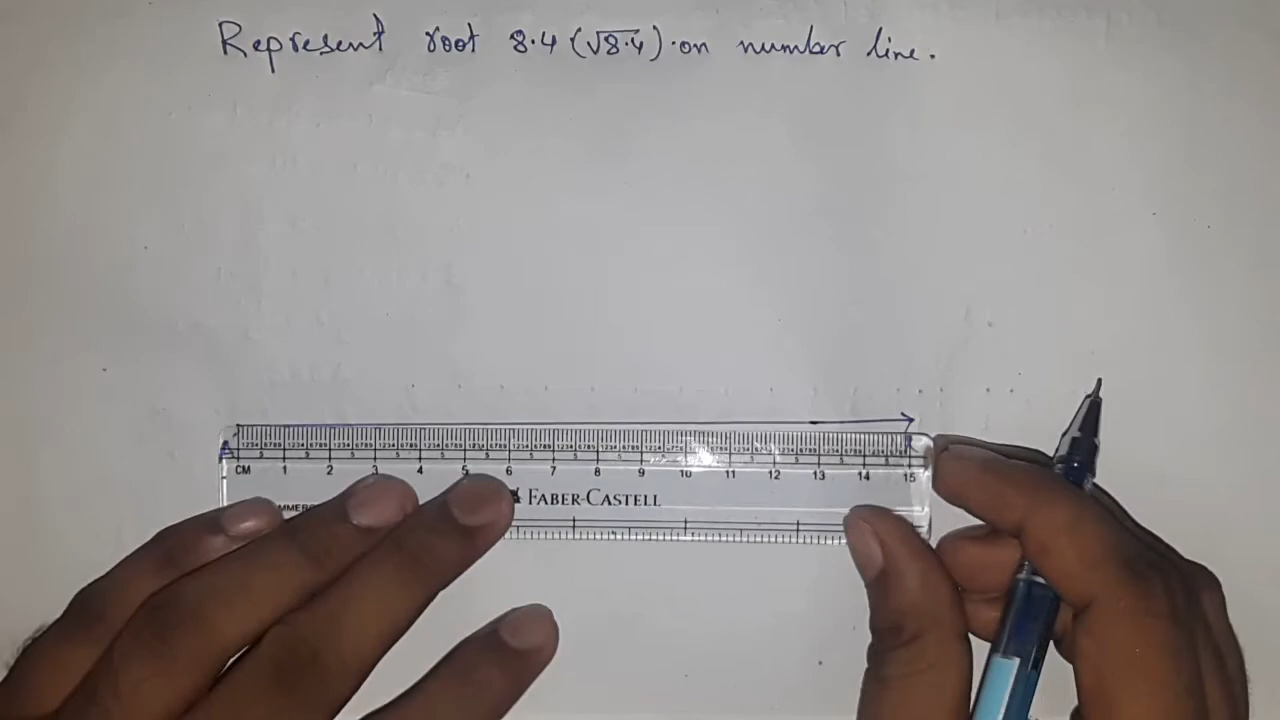 Represent root 8.4 (√8.4) on number line.
A
CM 1 2 3 4 5 6 7 8 9 10 11 12 13 14 15
FABER-CASTELL